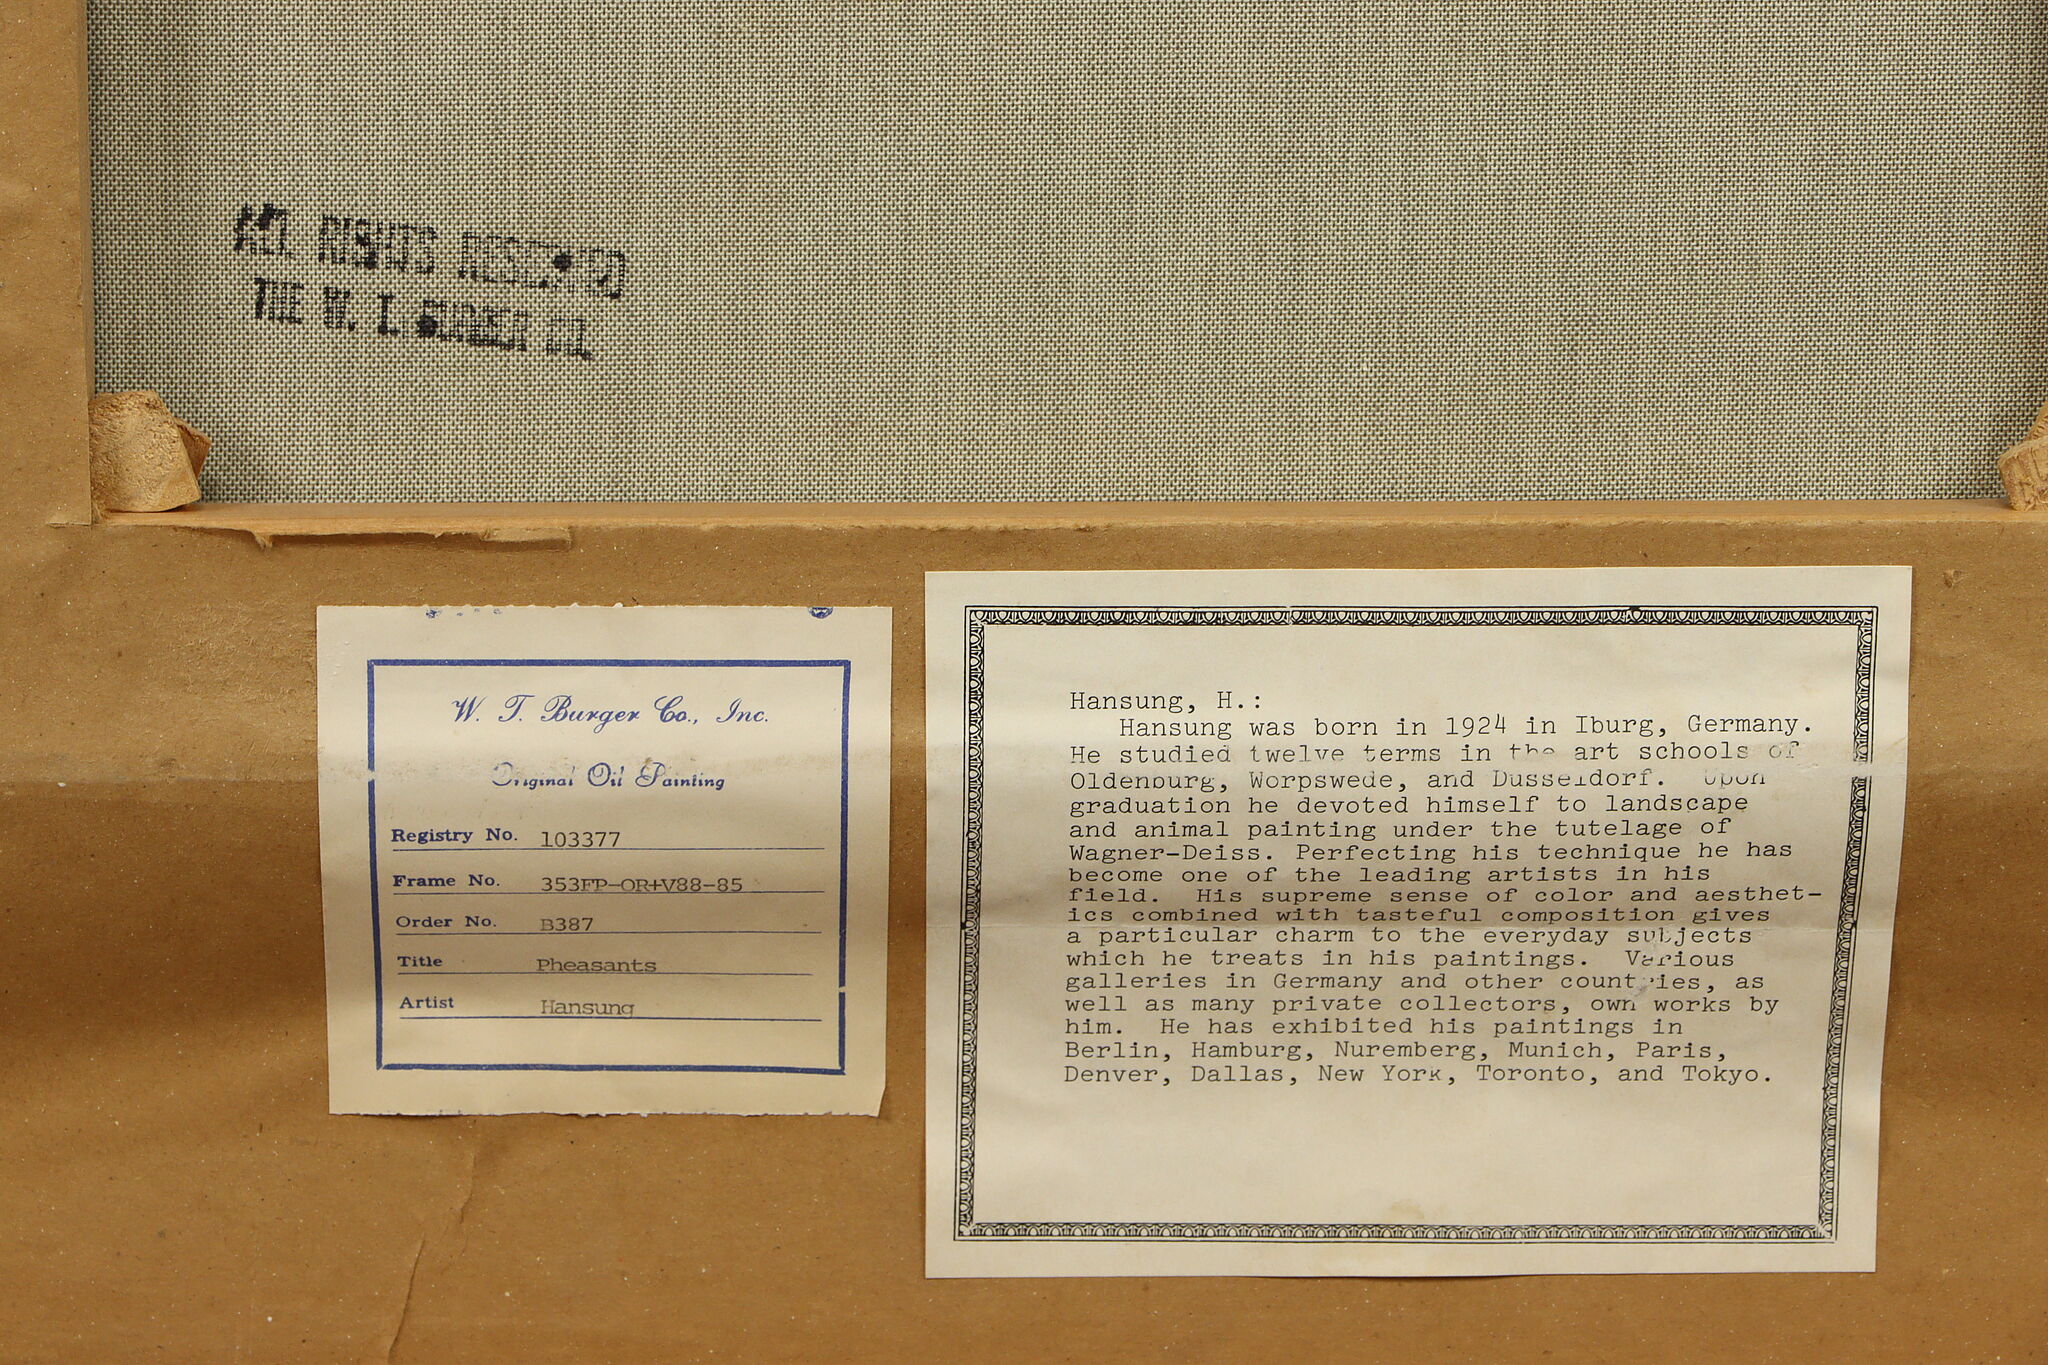 ALL RIGHTS RESERVED
THE W. T. BURGER CO.
W. T. Burger Co., Inc.
Original Oil Painting
Registry No. 103377
Frame No. 353FP-OR+V88-85
Order No. B387
Title Pheasants
Artist Hansung
Hansung, H.:
Hansung was born in 1924 in Iburg, Germany.
He studied twelve terms in the art schools of
Oldenburg, Worpswede, and Dusseldorf. Upon
graduation he devoted himself to landscape
and animal painting under the tutelage of
Wagner-Deiss. Perfecting his technique he has
become one of the leading artists in his
field. His supreme sense of color and aesthet-
ics combined with tasteful composition gives
a particular charm to the everyday subjects
which he treats in his paintings. Various
galleries in Germany and other countries, as
well as many private collectors, own works by
him. He has exhibited his paintings in
Berlin, Hamburg, Nuremberg, Munich, Paris,
Denver, Dallas, New York, Toronto, and Tokyo.